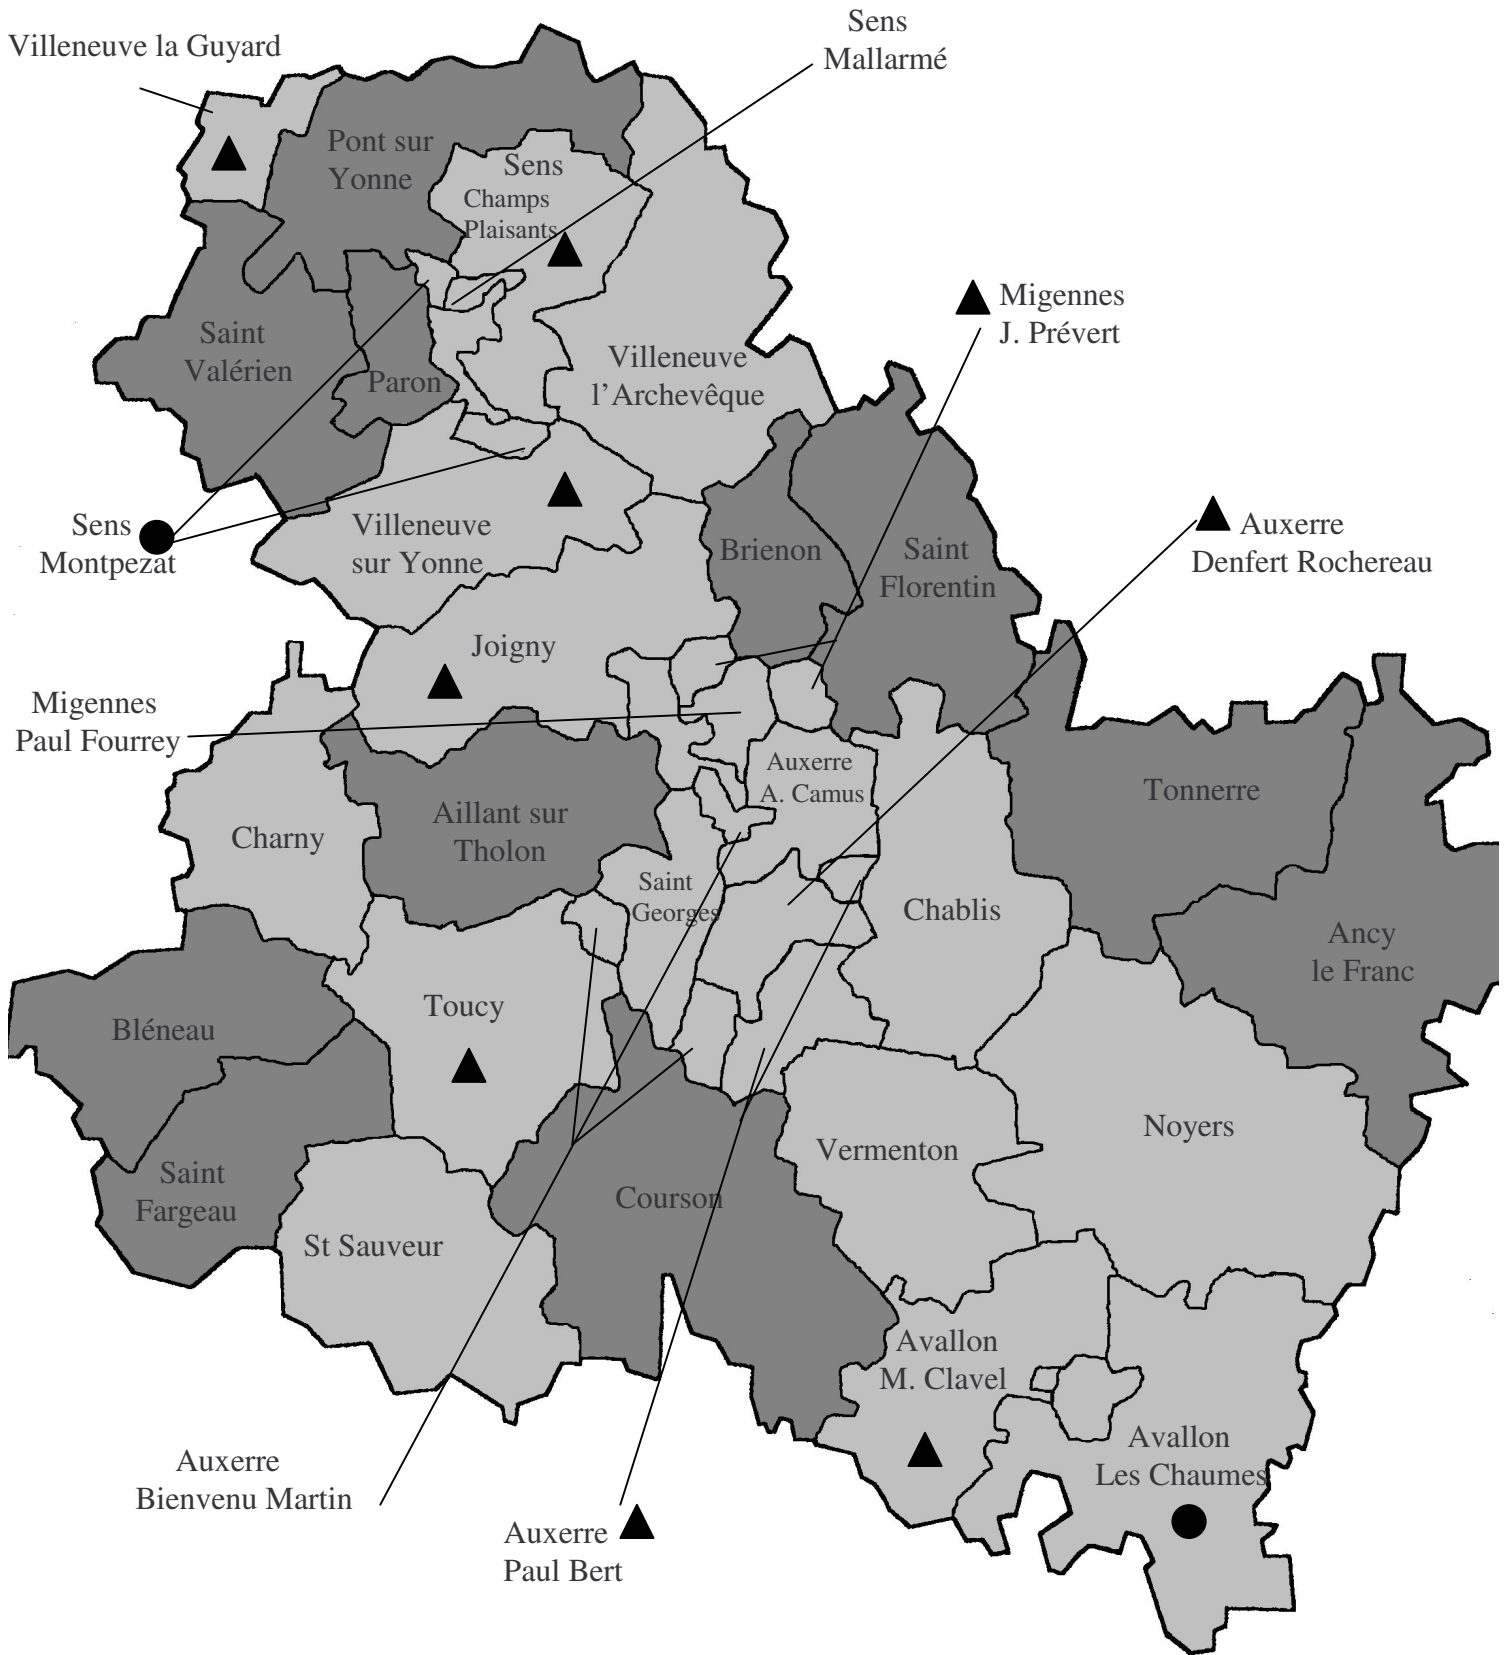 Sens
Mallarmé
Villeneuve la Guyard
Pont sur
Yonne
Sens
Champs
Plaisants
Migennes
J. Prévert
Saint
Valérien
Paron
Villeneuve
l’Archevêque
Sens
Montpezat
Villeneuve
sur Yonne
Brienon
Saint
Florentin
Auxerre
Denfert Rochereau
Joigny
Migennes
Paul Fourrey
Auxerre
A. Camus
Tonnerre
Aillant sur
Tholon
Charny
Saint
Georges
Chablis
Ancy
le Franc
Toucy
Bléneau
Noyers
Vermenton
Saint
Fargeau
Courson
St Sauveur
Avallon
M. Clavel
Avallon
Les Chaumes
Auxerre
Bienvenu Martin
Auxerre
Paul Bert